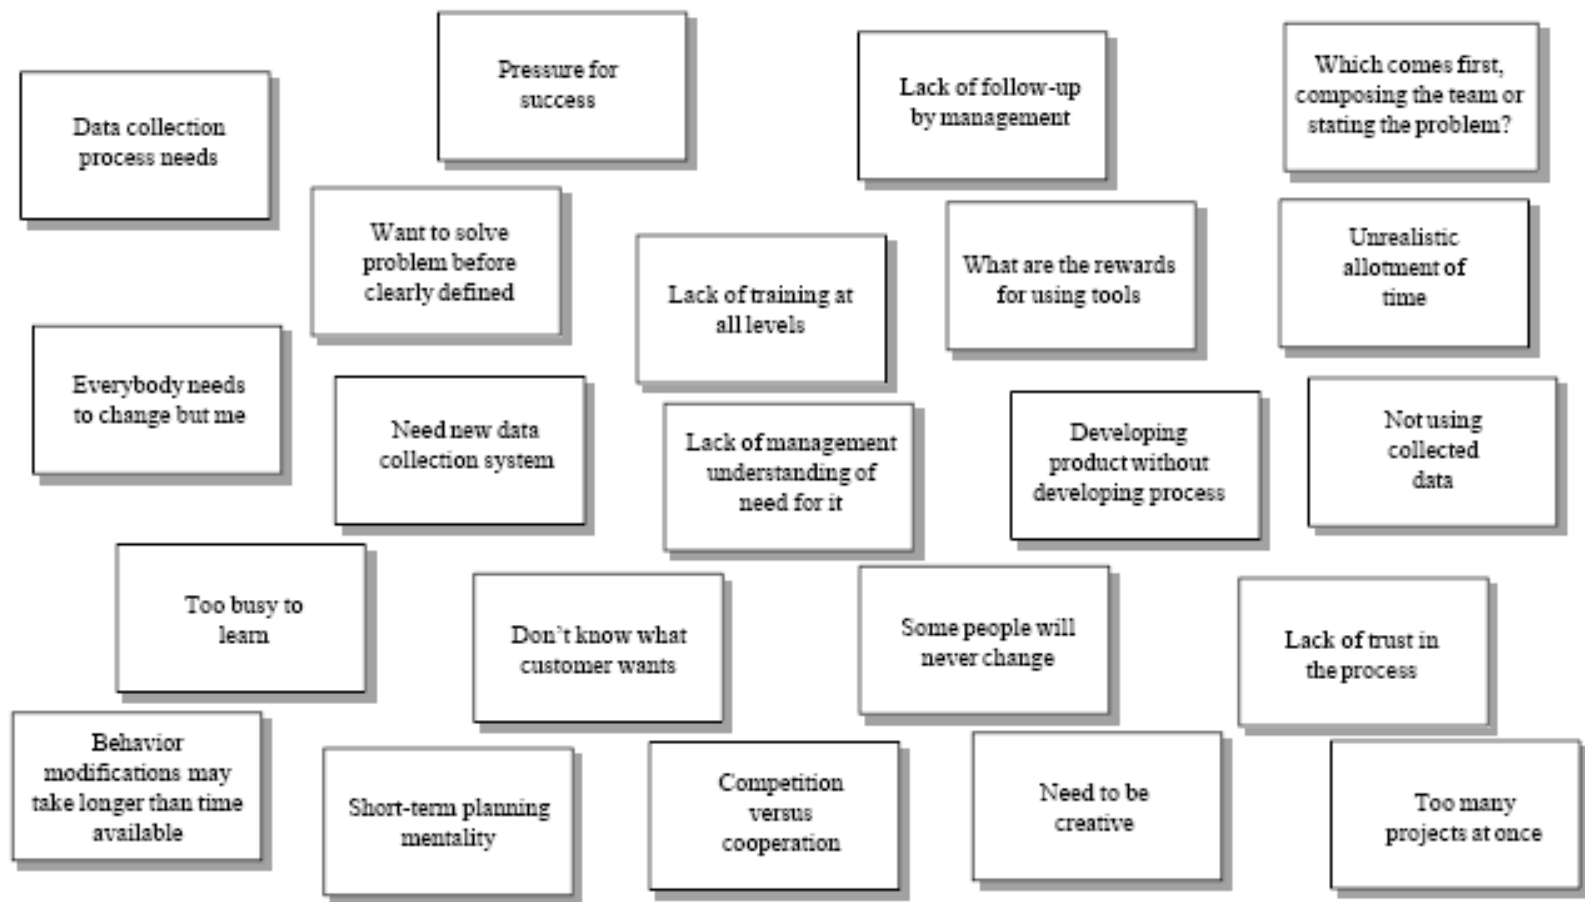 Data collection
process needs
Pressure for
success
Lack of follow-up
by management
Which comes first,
composing the team or
stating the problem?
Want to solve
problem before
clearly defined
Lack of training at
all levels
What are the rewards
for using tools
Unrealistic
allotment of
time
Everybody needs
to change but me
Need new data
collection system
Lack of management
understanding of
need for it
Developing
product without
developing process
Not using
collected
data
Too busy to
learn
Don't know what
customer wants
Some people will
never change
Lack of trust in
the process
Behavior
modifications may
take longer than time
available
Short-term planning
mentality
Competition
versus
cooperation
Need to be
creative
Too many
projects at once